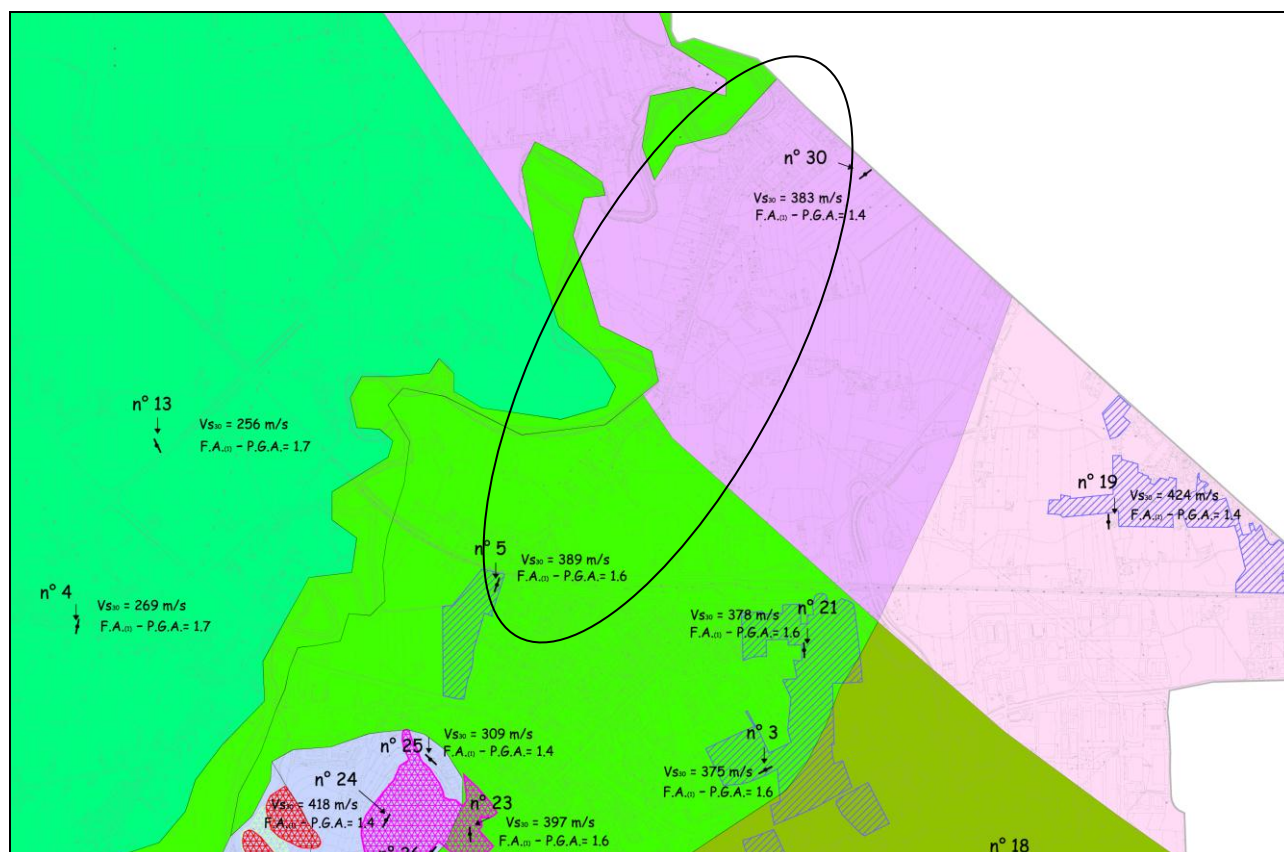 n° 30
Vs30 = 383 m/s
F.A.(1) – P.G.A.= 1.4
n° 13
Vs30 = 256 m/s
F.A.(1) – P.G.A.= 1.7
n° 19
Vs30 = 424 m/s
F.A.(1) – P.G.A.= 1.4
n° 5
Vs30 = 389 m/s
F.A.(1) – P.G.A.= 1.6
n° 4
Vs30 = 269 m/s
F.A.(1) – P.G.A.= 1.7
n° 21
Vs30 = 378 m/s
F.A.(1) – P.G.A.= 1.6
n° 25
Vs30 = 309 m/s
F.A.(1) – P.G.A.= 1.4
n° 3
Vs30 = 375 m/s
F.A.(1) – P.G.A.= 1.6
n° 24
Vs30 = 418 m/s
F.A.(1) – P.G.A.= 1.4
n° 23
Vs30 = 397 m/s
F.A.(1) – P.G.A.= 1.6
n° 18